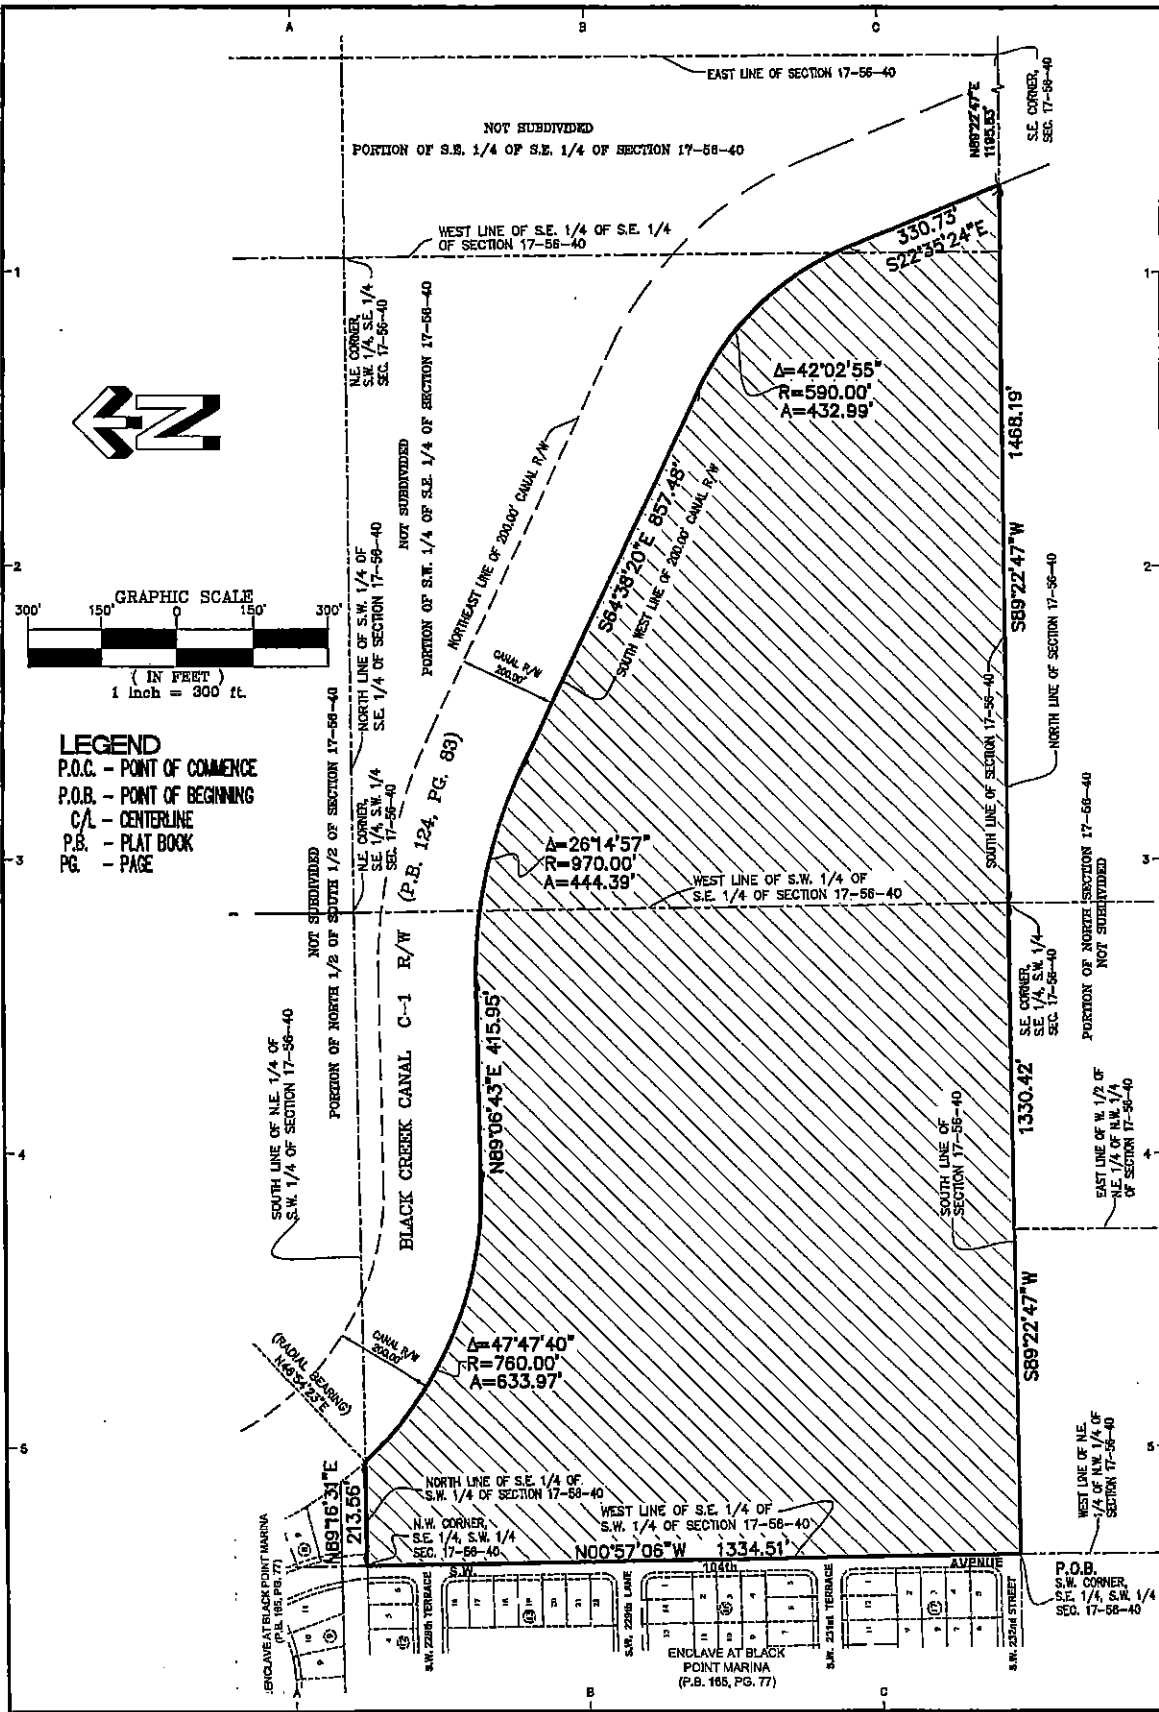 A
B
C
EAST LINE OF SECTION 17-56-40
NOT SUBDIVIDED
PORTION OF S.E. 1/4 OF S.E. 1/4 OF SECTION 17-56-40
N89°22'47"E
1195.83'
S.E. CORNER,
SEC. 17-56-40
WEST LINE OF S.E. 1/4 OF S.E. 1/4
OF SECTION 17-56-40
330.73'
S22°35'24"E
1
1
N.E. CORNER,
S.W. 1/4, S.E. 1/4
SEC. 17-56-40
NOT SUBDIVIDED
PORTION OF S.W. 1/4 OF S.E. 1/4 OF SECTION 17-56-40
Δ=42°02'55"
R=590.00'
A=432.99'
N
1468.19'
S89°22'47"W
NORTHEAST LINE OF 200.00' CANAL R/W
S64°38'20"E 857.48'
SOUTH WEST LINE OF 200.00' CANAL R/W
CANAL R/W
200.00'
2
2
NORTH LINE OF S.W. 1/4 OF
S.E. 1/4 OF SECTION 17-56-40
GRAPHIC SCALE
300' 150' 0 150' 300'
( IN FEET )
1 inch = 300 ft.
LEGEND
P.O.C. - POINT OF COMMENCE
P.O.B. - POINT OF BEGINNING
C/L - CENTERLINE
P.B. - PLAT BOOK
PG. - PAGE
SOUTH LINE OF SECTION 17-56-40
NORTH LINE OF SECTION 17-56-40
N.E. CORNER,
S.E. 1/4, S.W. 1/4
SEC. 17-56-40
NOT SUBDIVIDED
PORTION OF NORTH 1/2 OF SOUTH 1/2 OF SECTION 17-56-40
BLACK CREEK CANAL C-1 R/W (P.B. 124, PG. 83)
3
3
Δ=26°14'57"
R=970.00'
A=444.39'
WEST LINE OF S.W. 1/4 OF
S.E. 1/4 OF SECTION 17-56-40
PORTION OF NORTH SECTION 17-56-40
NOT SUBDIVIDED
S.E. CORNER,
S.E. 1/4, S.W. 1/4
SEC. 17-56-40
SOUTH LINE OF N.E. 1/4 OF
S.W. 1/4 OF SECTION 17-56-40
N89°06'43"E 415.95'
1330.42'
S89°22'47"W
SOUTH LINE OF
SECTION 17-56-40
EAST LINE OF W. 1/2 OF
N.E. 1/4 OF N.W. 1/4
OF SECTION 17-56-40
4
4
(RADIAL BEARING)
N46°54'23"E
CANAL R/W
200.00'
Δ=47°47'40"
R=760.00'
A=633.97'
5
5
N89°16'31"E
213.56'
NORTH LINE OF S.E. 1/4 OF
S.W. 1/4 OF SECTION 17-56-40
N.W. CORNER,
S.E. 1/4, S.W. 1/4
SEC. 17-56-40
WEST LINE OF S.E. 1/4 OF
S.W. 1/4 OF SECTION 17-56-40
N00°57'06"W 1334.51'
WEST LINE OF N.E.
1/4 OF N.W. 1/4 OF
SECTION 17-56-40
S.W. 104th AVENUE
P.O.B.
S.W. CORNER,
S.E. 1/4, S.W. 1/4
SEC. 17-56-40
ENCLAVE AT BLACK POINT MARINA
(P.B. 165, PG. 77)
S.W. 228th TERRACE
S.W. 229th LANE
S.W. 231st TERRACE
S.W. 232nd STREET
ENCLAVE AT BLACK
POINT MARINA
(P.B. 165, PG. 77)
A
B
C